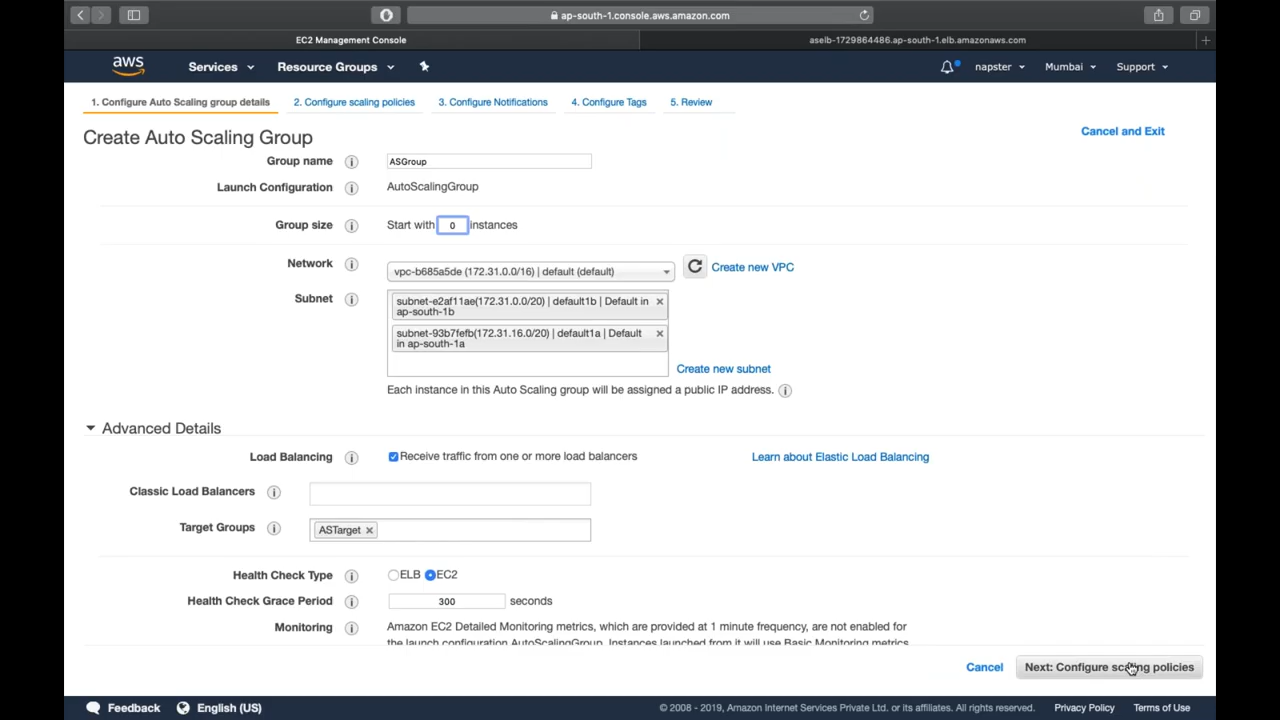 ap-south-1.console.aws.amazon.com
EC2 Management Console
aselb-1729864486.ap-south-1.elb.amazonaws.com
aws
Services
Resource Groups
napster
Mumbai
Support
1. Configure Auto Scaling group details
2. Configure scaling policies
3. Configure Notifications
4. Configure Tags
5. Review
Create Auto Scaling Group
Cancel and Exit
Group name
ASGroup
Launch Configuration
AutoScalingGroup
Group size
Start with 0 instances
Network
vpc-b685a5de (172.31.0.0/16) | default (default)
Create new VPC
Subnet
subnet-e2af11ae(172.31.0.0/20) | default1b | Default in
ap-south-1b
subnet-93b7fefb(172.31.16.0/20) | default1a | Default
in ap-south-1a
Create new subnet
Each instance in this Auto Scaling group will be assigned a public IP address.
Advanced Details
Load Balancing
Receive traffic from one or more load balancers
Learn about Elastic Load Balancing
Classic Load Balancers
Target Groups
ASTarget
Health Check Type
ELB EC2
Health Check Grace Period
300 seconds
Monitoring
Amazon EC2 Detailed Monitoring metrics, which are provided at 1 minute frequency, are not enabled for
the launch configuration AutoScalingGroup. Instances launched from it will use Basic Monitoring metrics
Cancel
Next: Configure scaling policies
Feedback
English (US)
© 2008 - 2019, Amazon Internet Services Private Ltd. or its affiliates. All rights reserved.
Privacy Policy
Terms of Use